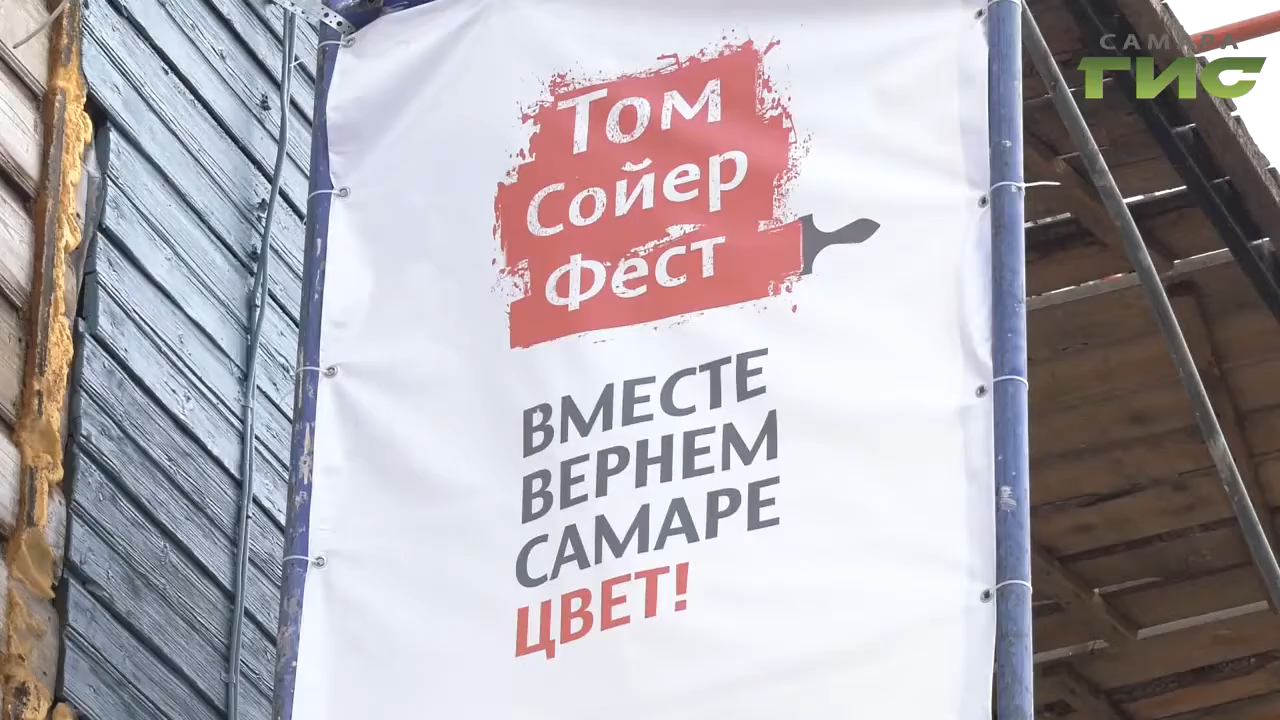 САМАРА
ГИС
Том
Сойер
Фест
ВМЕСТЕ
ВЕРНЕМ
САМАРЕ
ЦВЕТ!